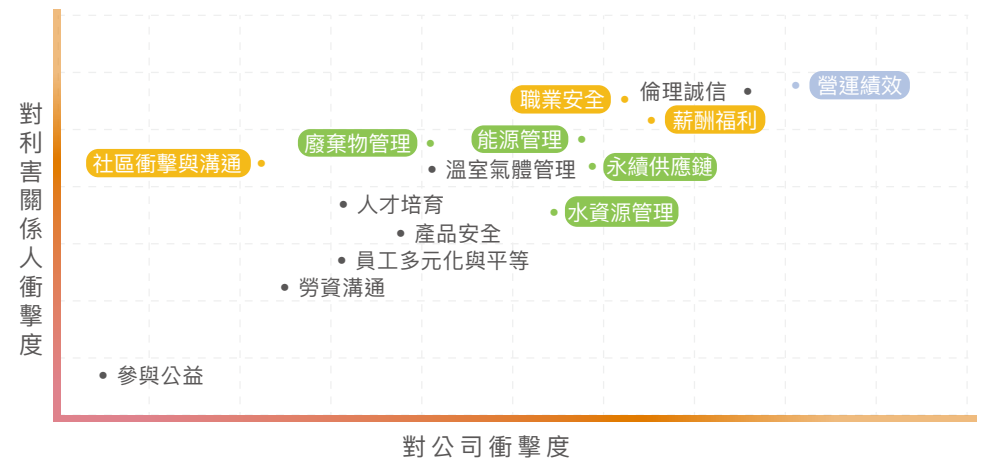 對利害關係人衝擊度
營運績效
職業安全
倫理誠信
薪酬福利
廢棄物管理
能源管理
社區衝擊與溝通
溫室氣體管理
永續供應鏈
人才培育
水資源管理
產品安全
員工多元化與平等
勞資溝通
參與公益
對公司衝擊度